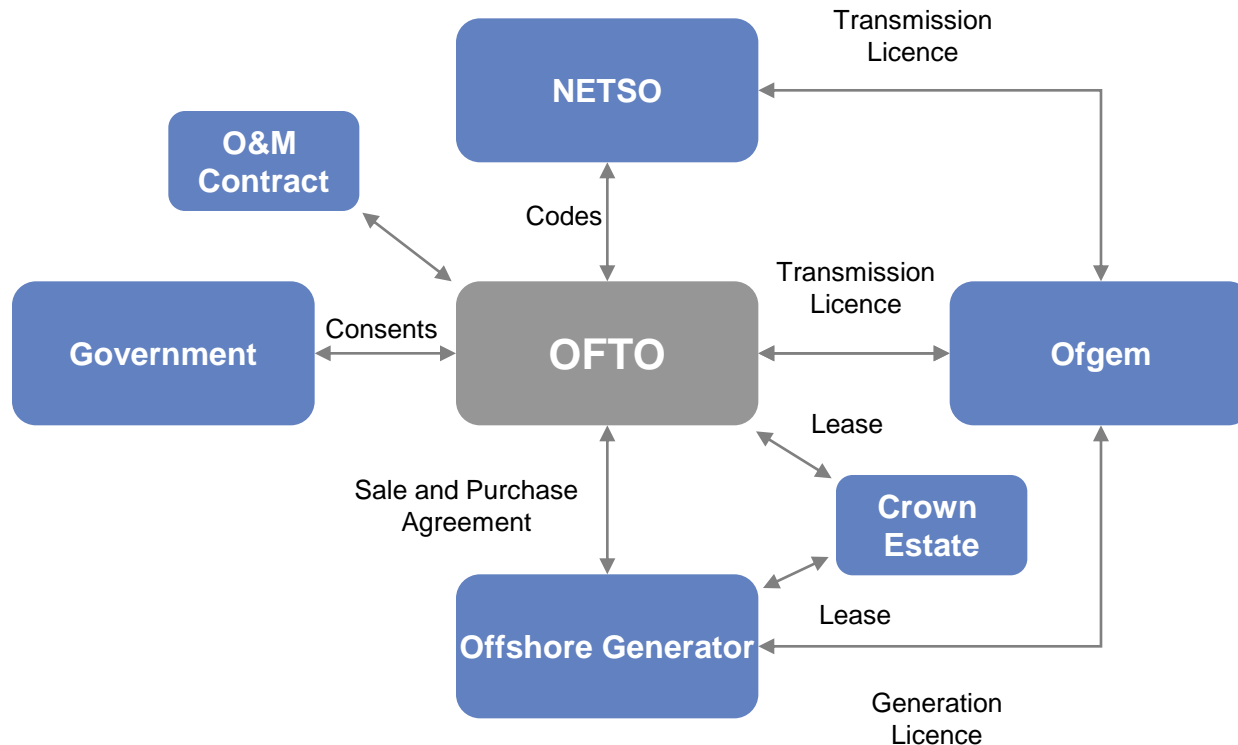 Transmission
Licence
NETSO
O&M
Contract
Codes
Transmission
Licence
Government
Consents
OFTO
Ofgem
Lease
Sale and Purchase
Agreement
Crown
Estate
Offshore Generator
Lease
Generation
Licence